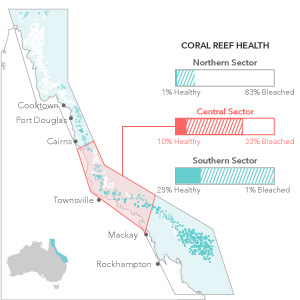 CORAL REEF HEALTH
Northern Sector
1% Healthy 83% Bleached
Central Sector
10% Healthy 33% Bleached
Southern Sector
25% Healthy 1% Bleached
Cooktown
Port Douglas
Cairns
Townsville
Mackay
Rockhampton